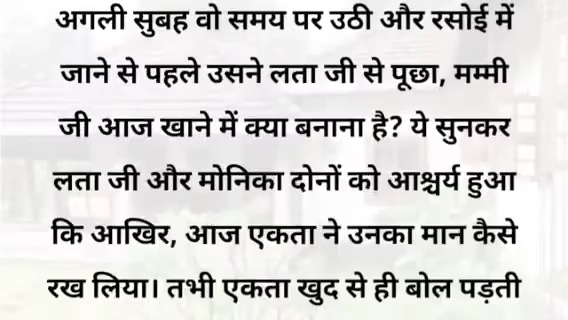 अगली सुबह वो समय पर उठी और रसोई में
जाने से पहले उसने लता जी से पूछा, मम्मी
जी आज खाने में क्या बनाना है? ये सुनकर
लता जी और मोनिका दोनों को आश्चर्य हुआ
कि आखिर, आज एकता ने उनका मान कैसे
रख लिया। तभी एकता खुद से ही बोल पड़ती